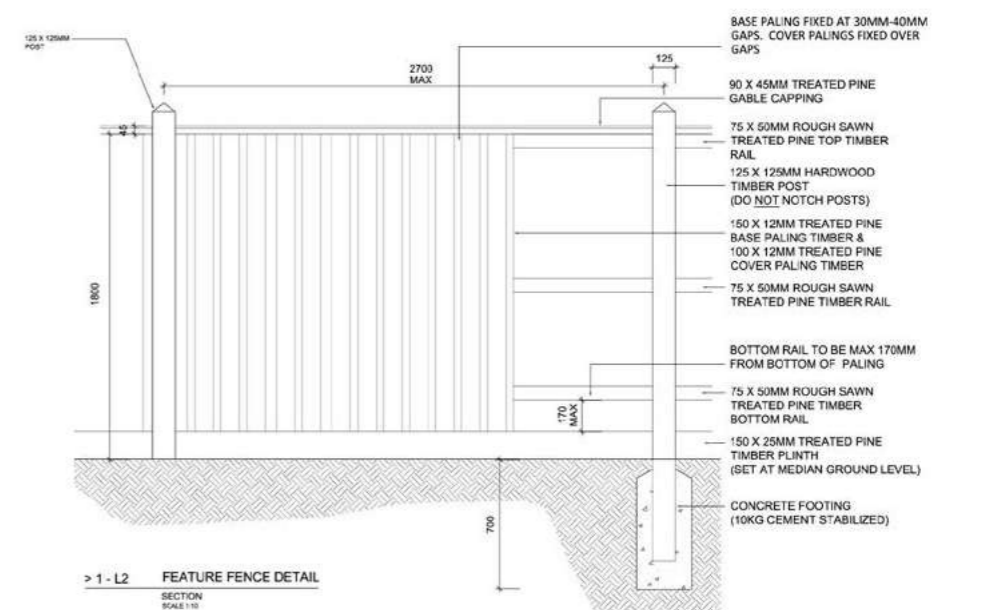 125 X 125MM
POST
2700
MAX
125
45
1800
170
MAX
700
BASE PALING FIXED AT 30MM-40MM
GAPS. COVER PALINGS FIXED OVER
GAPS
90 X 45MM TREATED PINE
GABLE CAPPING
75 X 50MM ROUGH SAWN
TREATED PINE TOP TIMBER
RAIL
125 X 125MM HARDWOOD
TIMBER POST
(DO NOT NOTCH POSTS)
150 X 12MM TREATED PINE
BASE PALING TIMBER &
100 X 12MM TREATED PINE
COVER PALING TIMBER
75 X 50MM ROUGH SAWN
TREATED PINE TIMBER RAIL
BOTTOM RAIL TO BE MAX 170MM
FROM BOTTOM OF PALING
75 X 50MM ROUGH SAWN
TREATED PINE TIMBER
BOTTOM RAIL
150 X 25MM TREATED PINE
TIMBER PLINTH
(SET AT MEDIAN GROUND LEVEL)
CONCRETE FOOTING
(10KG CEMENT STABILIZED)
> 1 - L2 FEATURE FENCE DETAIL
SECTION
SCALE 1:10